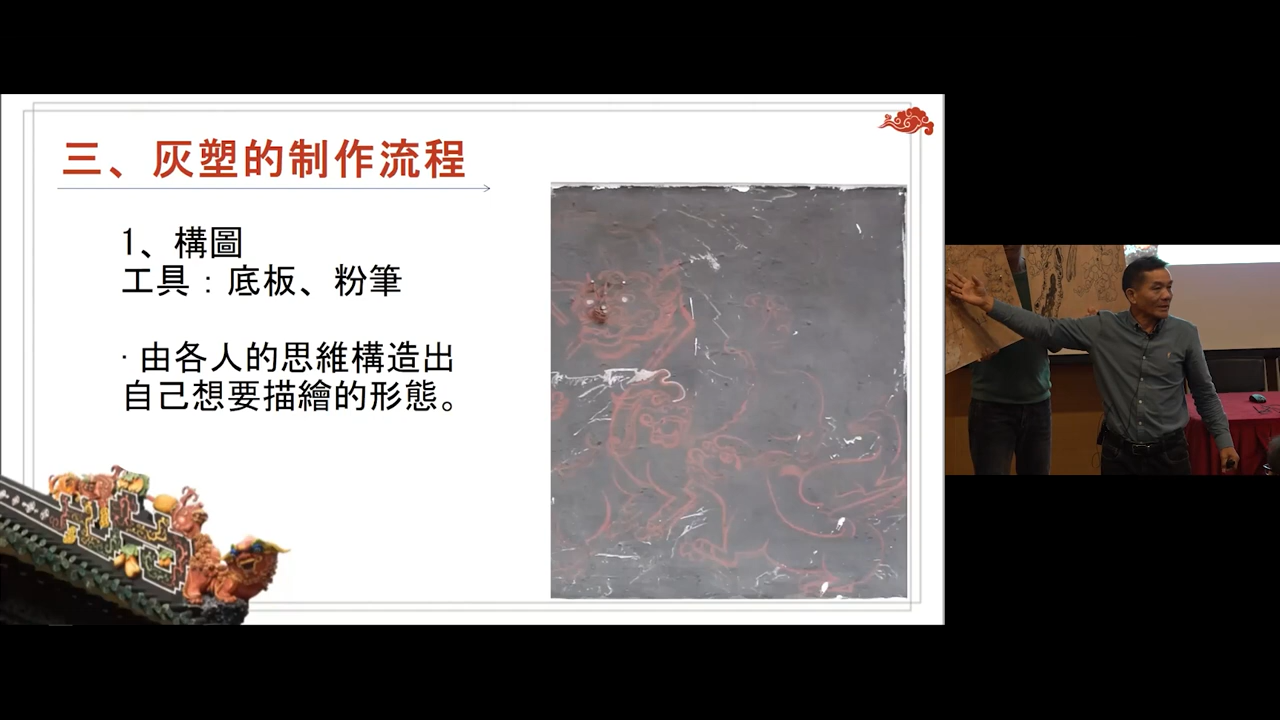 三、灰塑的制作流程
1、構圖
工具：底板、粉筆
· 由各人的思維構造出
自己想要描繪的形態。